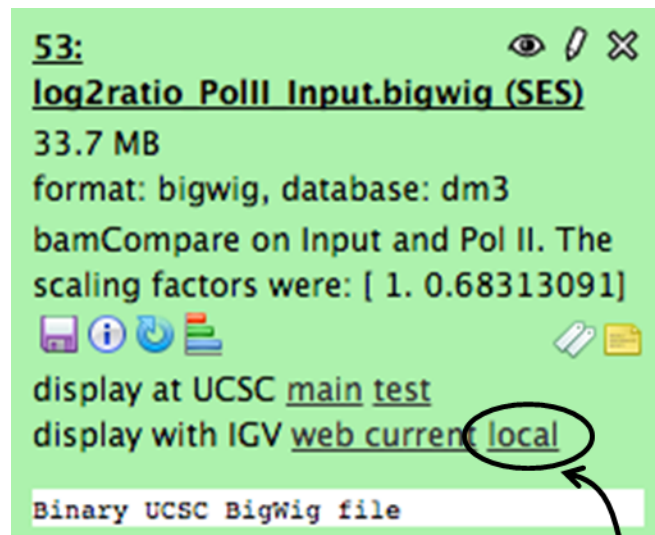 53:
log2ratio_PolII_Input.bigwig (SES)
33.7 MB
format: bigwig, database: dm3
bamCompare on Input and Pol II. The
scaling factors were: [ 1. 0.68313091]
display at UCSC main test
display with IGV web current local
Binary UCSC BigWig file